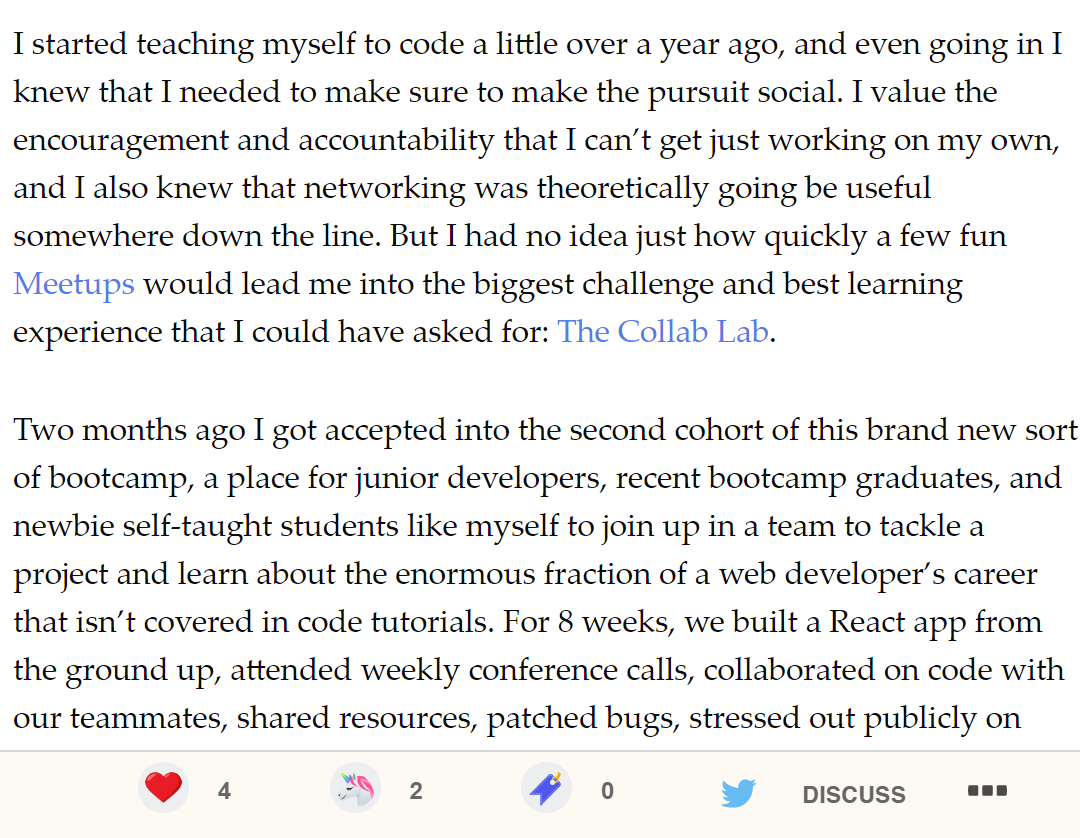 I started teaching myself to code a little over a year ago, and even going in I
knew that I needed to make sure to make the pursuit social. I value the
encouragement and accountability that I can’t get just working on my own,
and I also knew that networking was theoretically going be useful
somewhere down the line. But I had no idea just how quickly a few fun
Meetups would lead me into the biggest challenge and best learning
experience that I could have asked for: The Collab Lab.
Two months ago I got accepted into the second cohort of this brand new sort
of bootcamp, a place for junior developers, recent bootcamp graduates, and
newbie self-taught students like myself to join up in a team to tackle a
project and learn about the enormous fraction of a web developer’s career
that isn’t covered in code tutorials. For 8 weeks, we built a React app from
the ground up, attended weekly conference calls, collaborated on code with
our teammates, shared resources, patched bugs, stressed out publicly on
4 2 0 DISCUSS